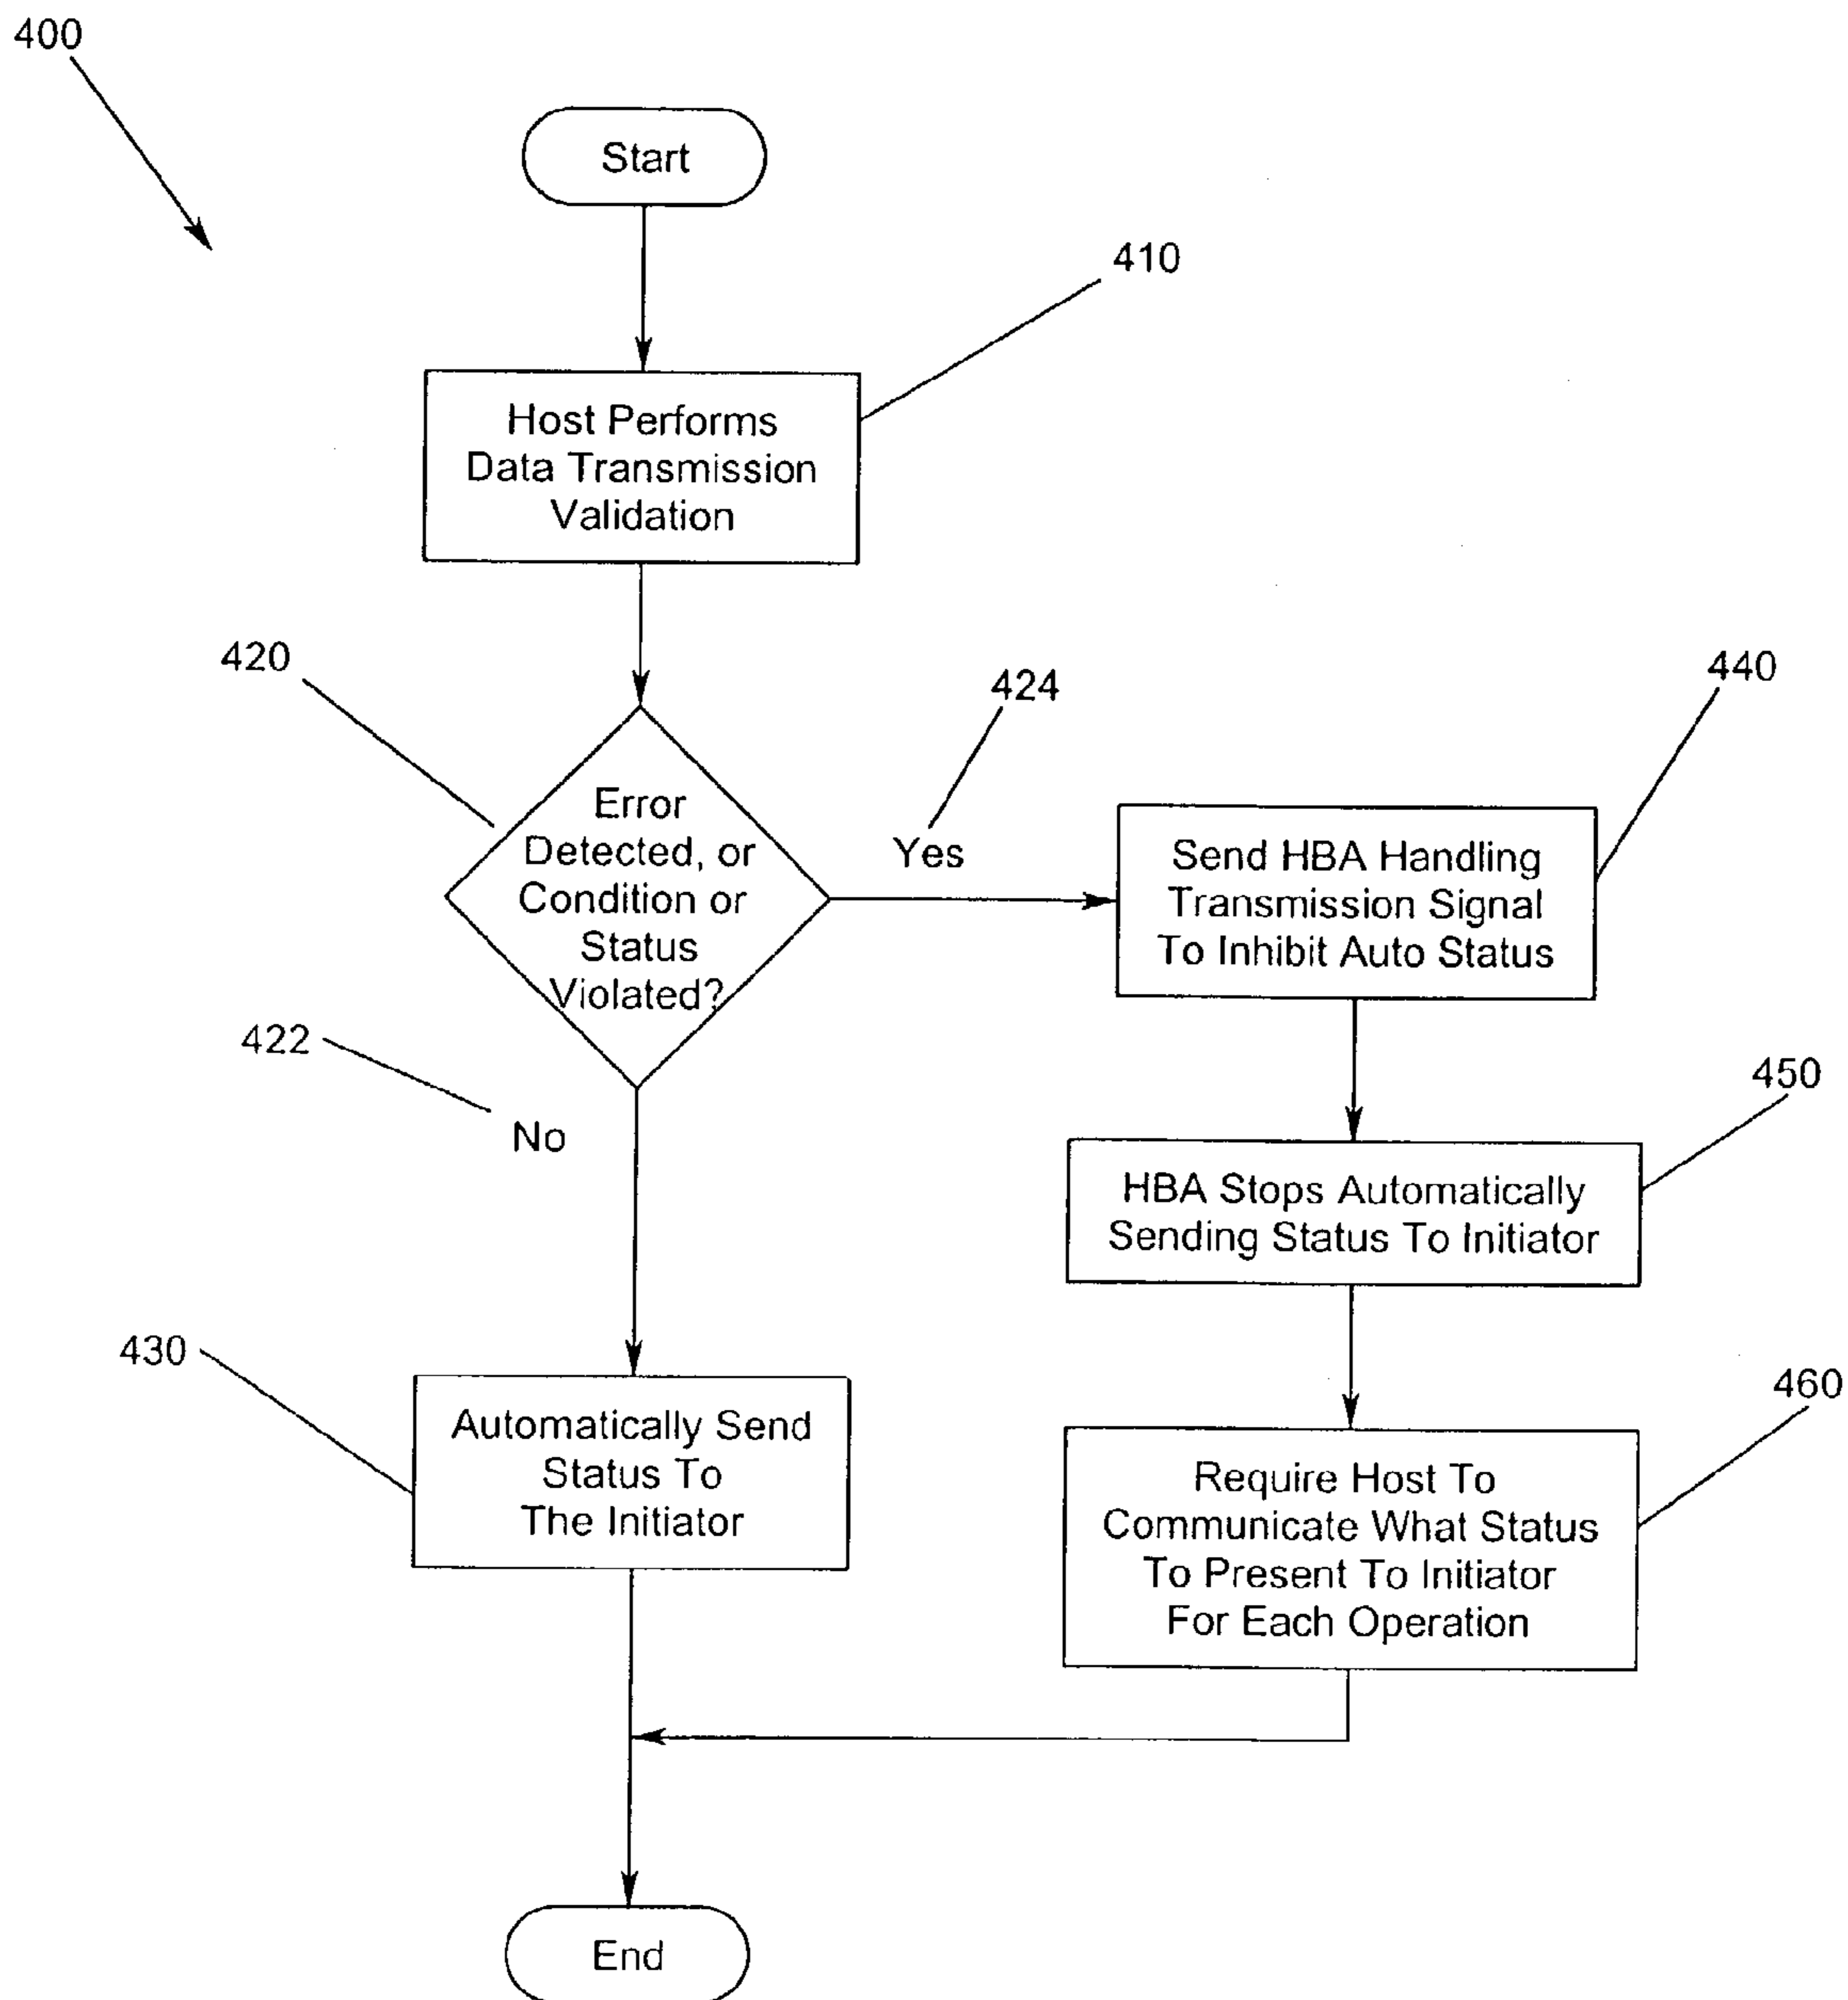 400
Start
410
Host Performs
Data Transmission
Validation
420
424
440
Error
Detected, or
Condition or
Status
Violated?
Yes
Send HBA Handling
Transmission Signal
To Inhibit Auto Status
422
No
450
HBA Stops Automatically
Sending Status To Initiator
430
Automatically Send
Status To
The Initiator
460
Require Host To
Communicate What Status
To Present To Initiator
For Each Operation
End